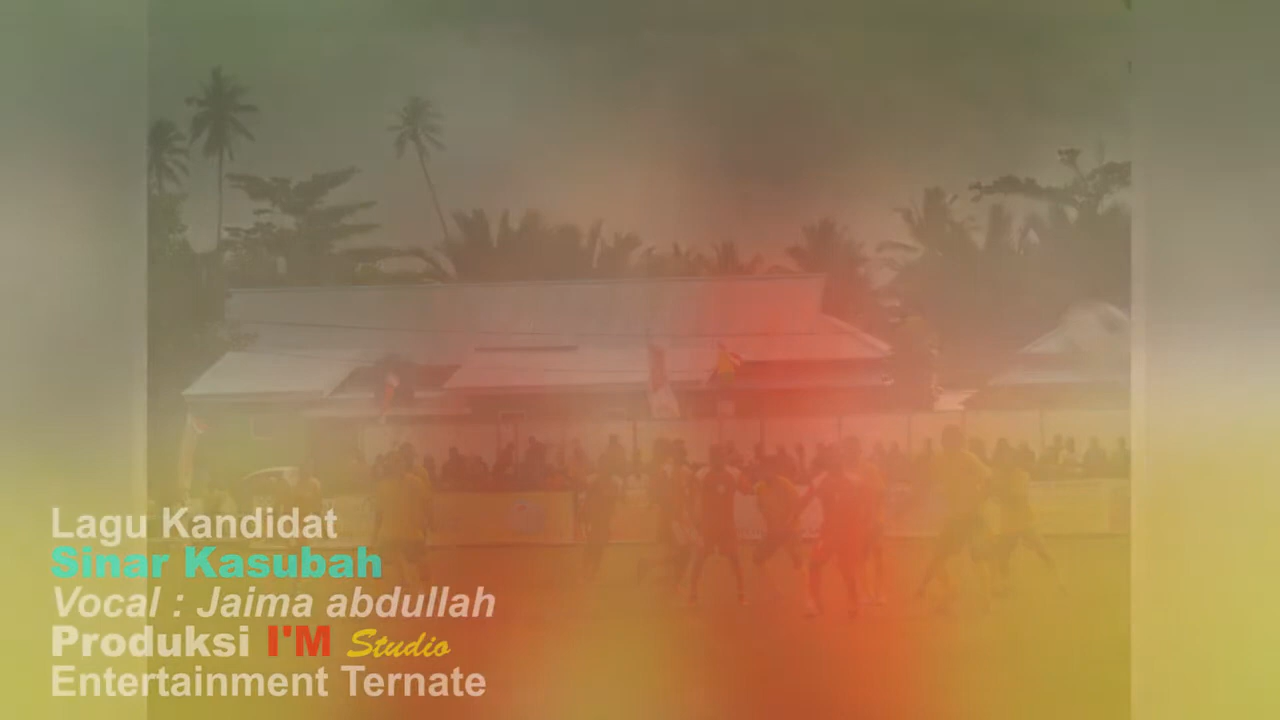 Lagu Kandidat
Sinar Kasubah
Vocal : Jaima abdullah
Produksi I'M Studio
Entertainment Ternate